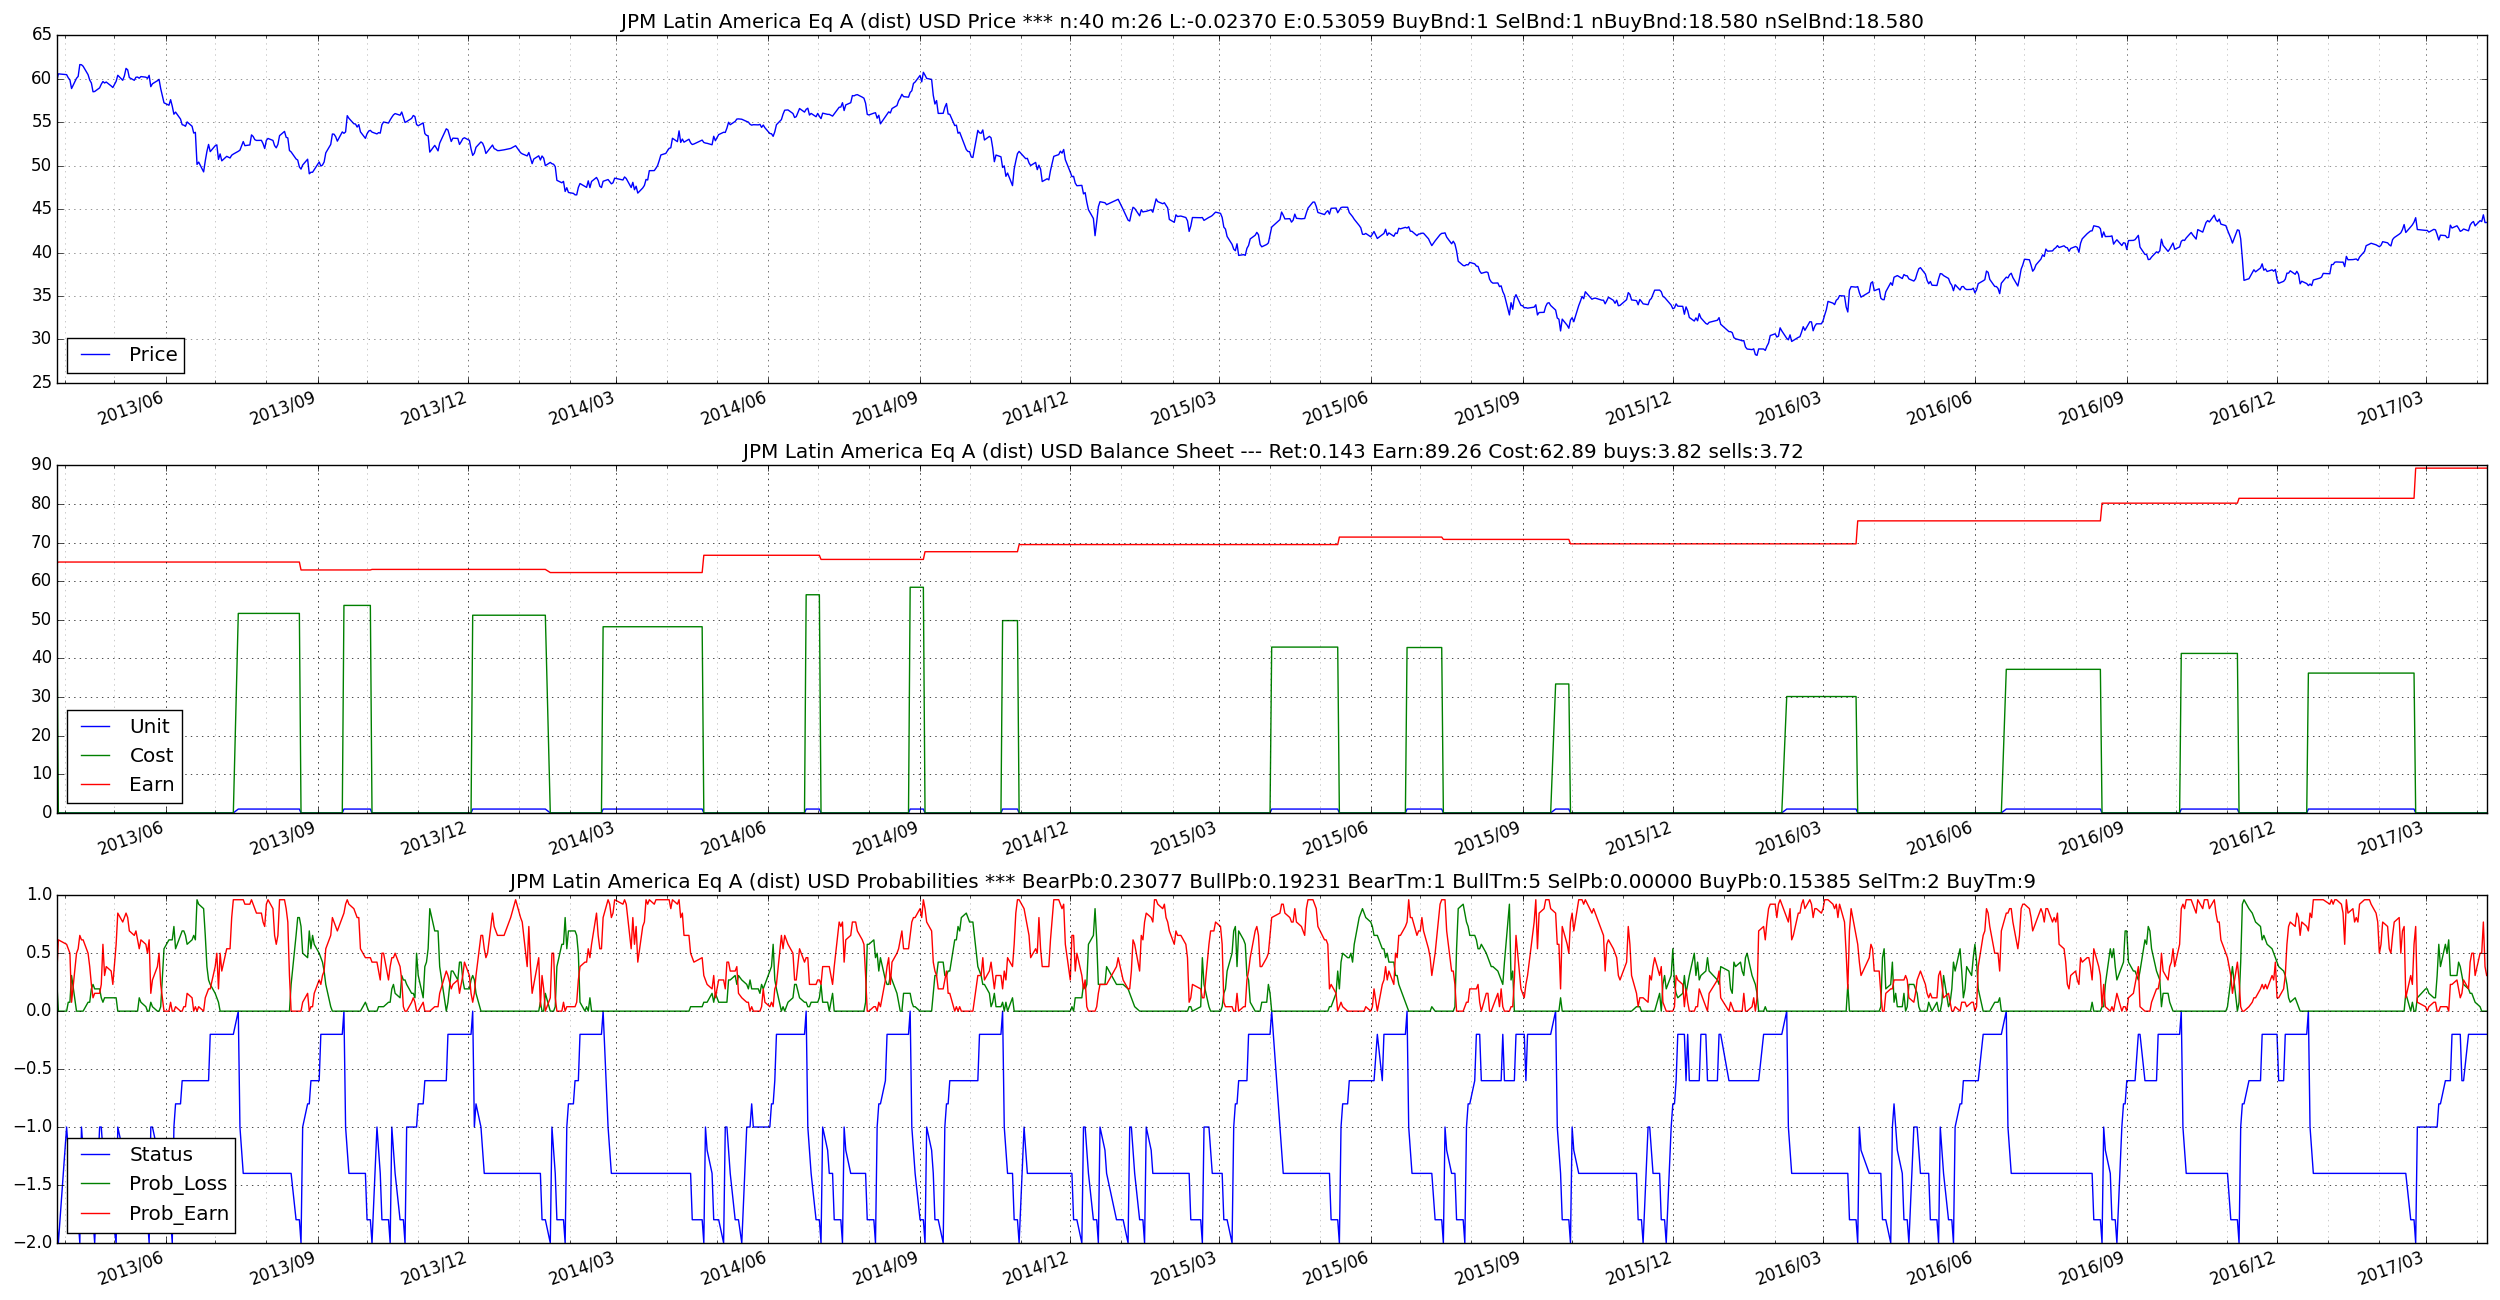 JPM Latin America Eq A (dist) USD Price *** n:40 m:26 L:-0.02370 E:0.53059 BuyBnd:1 SelBnd:1 nBuyBnd:18.580 nSelBnd:18.580
65
60
55
50
45
40
35
30
25
Price
2013/06 2013/09 2013/12 2014/03 2014/06 2014/09 2014/12 2015/03 2015/06 2015/09 2015/12 2016/03 2016/06 2016/09 2016/12 2017/03
JPM Latin America Eq A (dist) USD Balance Sheet --- Ret:0.143 Earn:89.26 Cost:62.89 buys:3.82 sells:3.72
90
80
70
60
50
40
30
20
10
0
Unit
Cost
Earn
2013/06 2013/09 2013/12 2014/03 2014/06 2014/09 2014/12 2015/03 2015/06 2015/09 2015/12 2016/03 2016/06 2016/09 2016/12 2017/03
JPM Latin America Eq A (dist) USD Probabilities *** BearPb:0.23077 BullPb:0.19231 BearTm:1 BullTm:5 SelPb:0.00000 BuyPb:0.15385 SelTm:2 BuyTm:9
1.0
0.5
0.0
−0.5
−1.0
−1.5
−2.0
Status
Prob_Loss
Prob_Earn
2013/06 2013/09 2013/12 2014/03 2014/06 2014/09 2014/12 2015/03 2015/06 2015/09 2015/12 2016/03 2016/06 2016/09 2016/12 2017/03